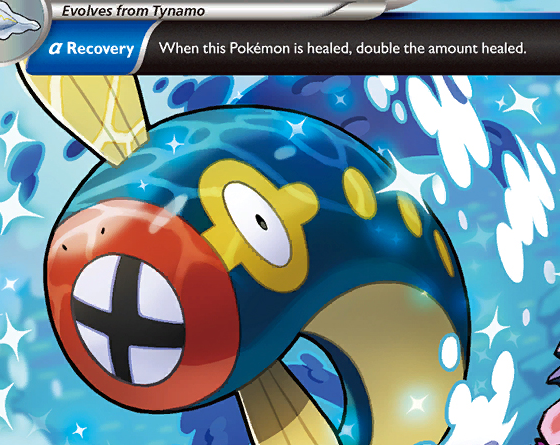 Evolves from Tynamo
α Recovery When this Pokémon is healed, double the amount healed.